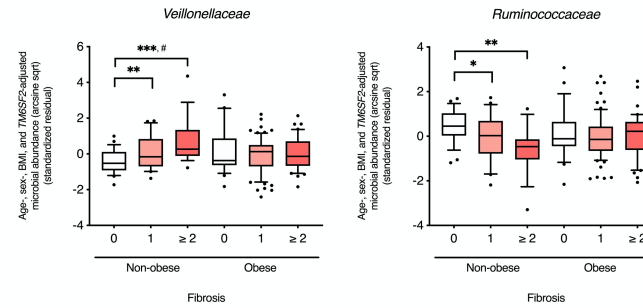 Veillonellaceae
Age-, sex-, BMI, and TM6SF2-adjusted
microbial abundance (arcsine sqrt)
(standardized residual)
6
4
2
0
-2
-4
***, #
**
0 1 ≥ 2 0 1 ≥ 2
Non-obese Obese
Fibrosis
Ruminococcaceae
Age-, sex-, BMI, and TM6SF2-adjusted
microbial abundance (arcsine sqrt)
(standardized residual)
4
2
0
-2
-4
**
*
0 1 ≥ 2 0 1 ≥ 2
Non-obese Obese
Fibrosis